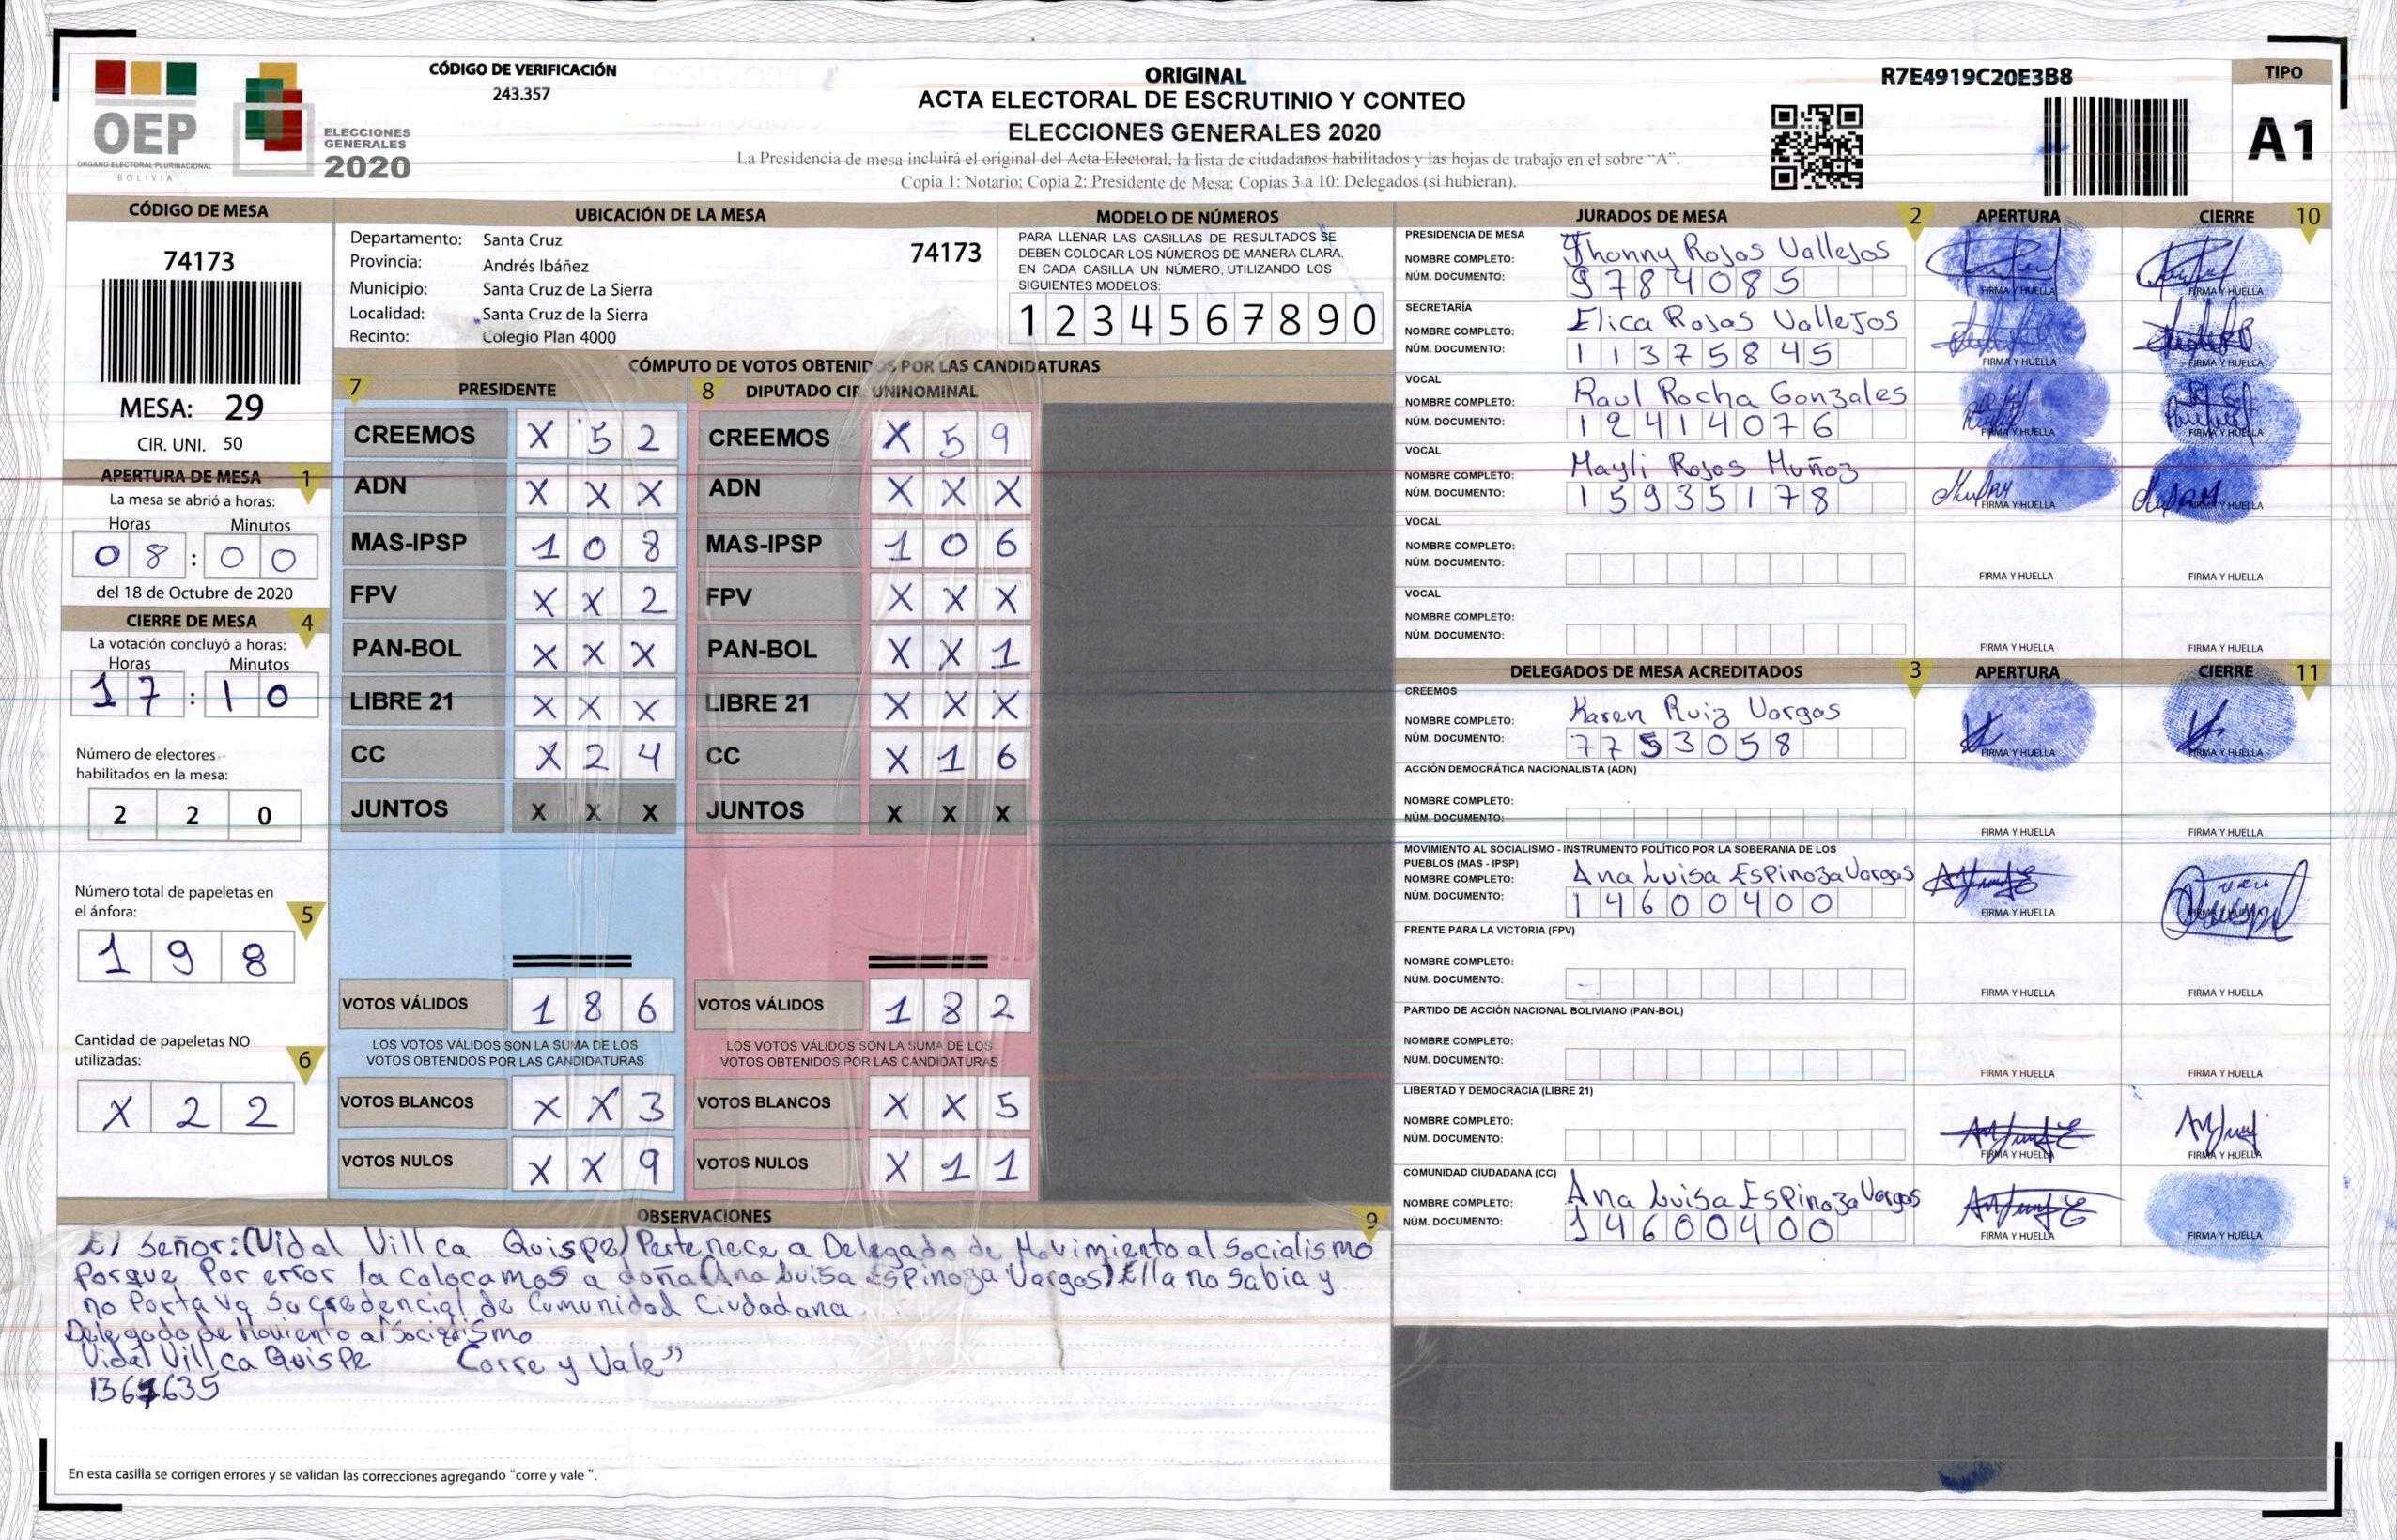 OEP
ÓRGANO ELECTORAL PLURINACIONAL
BOLIVIA
ELECCIONES
GENERALES
2020
CÓDIGO DE VERIFICACIÓN
243.357
ORIGINAL
ACTA ELECTORAL DE ESCRUTINIO Y CONTEO
ELECCIONES GENERALES 2020
La Presidencia de mesa incluirá el original del Acta Electoral, la lista de ciudadanos habilitados y las hojas de trabajo en el sobre "A".
Copia 1: Notario; Copia 2: Presidente de Mesa; Copias 3 a 10: Delegados (si hubieran).
R7E4919C20E3B8
TIPO
A1
CÓDIGO DE MESA
74173
MESA: 29
CIR. UNI. 50
APERTURA DE MESA 1
La mesa se abrió a horas:
Horas Minutos
08:00
del 18 de Octubre de 2020
CIERRE DE MESA 4
La votación concluyó a horas:
Horas Minutos
17:10
Número de electores
habilitados en la mesa:
2 2 0
Número total de papeletas en
el ánfora: 5
1 9 8
Cantidad de papeletas NO
utilizadas: 6
X 2 2
UBICACIÓN DE LA MESA
Departamento: Santa Cruz 74173
Provincia: Andrés Ibáñez
Municipio: Santa Cruz de La Sierra
Localidad: Santa Cruz de la Sierra
Recinto: Colegio Plan 4000
MODELO DE NÚMEROS
PARA LLENAR LAS CASILLAS DE RESULTADOS SE
DEBEN COLOCAR LOS NÚMEROS DE MANERA CLARA.
EN CADA CASILLA UN NÚMERO, UTILIZANDO LOS
SIGUIENTES MODELOS:
1 2 3 4 5 6 7 8 9 0
CÓMPUTO DE VOTOS OBTENIDOS POR LAS CANDIDATURAS
7 PRESIDENTE
CREEMOS X 5 2
ADN X X X
MAS-IPSP 1 0 8
FPV X X 2
PAN-BOL X X X
LIBRE 21 X X X
CC X 2 4
JUNTOS X X X
VOTOS VÁLIDOS 1 8 6
LOS VOTOS VÁLIDOS SON LA SUMA DE LOS
VOTOS OBTENIDOS POR LAS CANDIDATURAS
VOTOS BLANCOS X X 3
VOTOS NULOS X X 9
8 DIPUTADO CIR. UNINOMINAL
CREEMOS X 5 9
ADN X X X
MAS-IPSP 1 0 6
FPV X X X
PAN-BOL X X 1
LIBRE 21 X X X
CC X 1 6
JUNTOS X X X
VOTOS VÁLIDOS 1 8 2
LOS VOTOS VÁLIDOS SON LA SUMA DE LOS
VOTOS OBTENIDOS POR LAS CANDIDATURAS
VOTOS BLANCOS X X 5
VOTOS NULOS X 1 1
OBSERVACIONES 9
El Señor: (Vidal Villca Quispe) Pertenece a Delegado de Movimiento al Socialismo
Porque Por error la Colocamos a doña (Ana Luisa Espinoza Vargas) Ella no Sabia y
no Portava Su credencial de Comunidad Ciudadana
Delegado de Moviento al Socialismo
Vidal Villca Quispe Corre y Vale"
1367635
En esta casilla se corrigen errores y se validan las correcciones agregando "corre y vale ".
JURADOS DE MESA 2 APERTURA CIERRE 10
PRESIDENCIA DE MESA
NOMBRE COMPLETO: Jhonny Rojas Vallejos
NÚM. DOCUMENTO: 9784085
FIRMA Y HUELLA FIRMA Y HUELLA
SECRETARÍA
NOMBRE COMPLETO: Elica Rojas Vallejos
NÚM. DOCUMENTO: 11375845
FIRMA Y HUELLA FIRMA Y HUELLA
VOCAL
NOMBRE COMPLETO: Raul Rocha Gonzales
NÚM. DOCUMENTO: 12414076
FIRMA Y HUELLA FIRMA Y HUELLA
VOCAL
NOMBRE COMPLETO: Mayli Rojas Muñoz
NÚM. DOCUMENTO: 15935178
FIRMA Y HUELLA FIRMA Y HUELLA
VOCAL
NOMBRE COMPLETO:
NÚM. DOCUMENTO:
FIRMA Y HUELLA FIRMA Y HUELLA
VOCAL
NOMBRE COMPLETO:
NÚM. DOCUMENTO:
FIRMA Y HUELLA FIRMA Y HUELLA
DELEGADOS DE MESA ACREDITADOS 3 APERTURA CIERRE 11
CREEMOS
NOMBRE COMPLETO: Karen Ruiz Vargas
NÚM. DOCUMENTO: 7753058
FIRMA Y HUELLA FIRMA Y HUELLA
ACCIÓN DEMOCRÁTICA NACIONALISTA (ADN)
NOMBRE COMPLETO:
NÚM. DOCUMENTO:
FIRMA Y HUELLA FIRMA Y HUELLA
MOVIMIENTO AL SOCIALISMO - INSTRUMENTO POLÍTICO POR LA SOBERANIA DE LOS
PUEBLOS (MAS - IPSP)
NOMBRE COMPLETO: Ana Luisa Espinoza Vargas
NÚM. DOCUMENTO: 14600400
FIRMA Y HUELLA FIRMA Y HUELLA
FRENTE PARA LA VICTORIA (FPV)
NOMBRE COMPLETO:
NÚM. DOCUMENTO: -
FIRMA Y HUELLA FIRMA Y HUELLA
PARTIDO DE ACCIÓN NACIONAL BOLIVIANO (PAN-BOL)
NOMBRE COMPLETO:
NÚM. DOCUMENTO:
FIRMA Y HUELLA FIRMA Y HUELLA
LIBERTAD Y DEMOCRACIA (LIBRE 21)
NOMBRE COMPLETO:
NÚM. DOCUMENTO:
FIRMA Y HUELLA FIRMA Y HUELLA
COMUNIDAD CIUDADANA (CC)
NOMBRE COMPLETO: Ana Luisa Espinoza Vargas
NÚM. DOCUMENTO: 14600400
FIRMA Y HUELLA FIRMA Y HUELLA